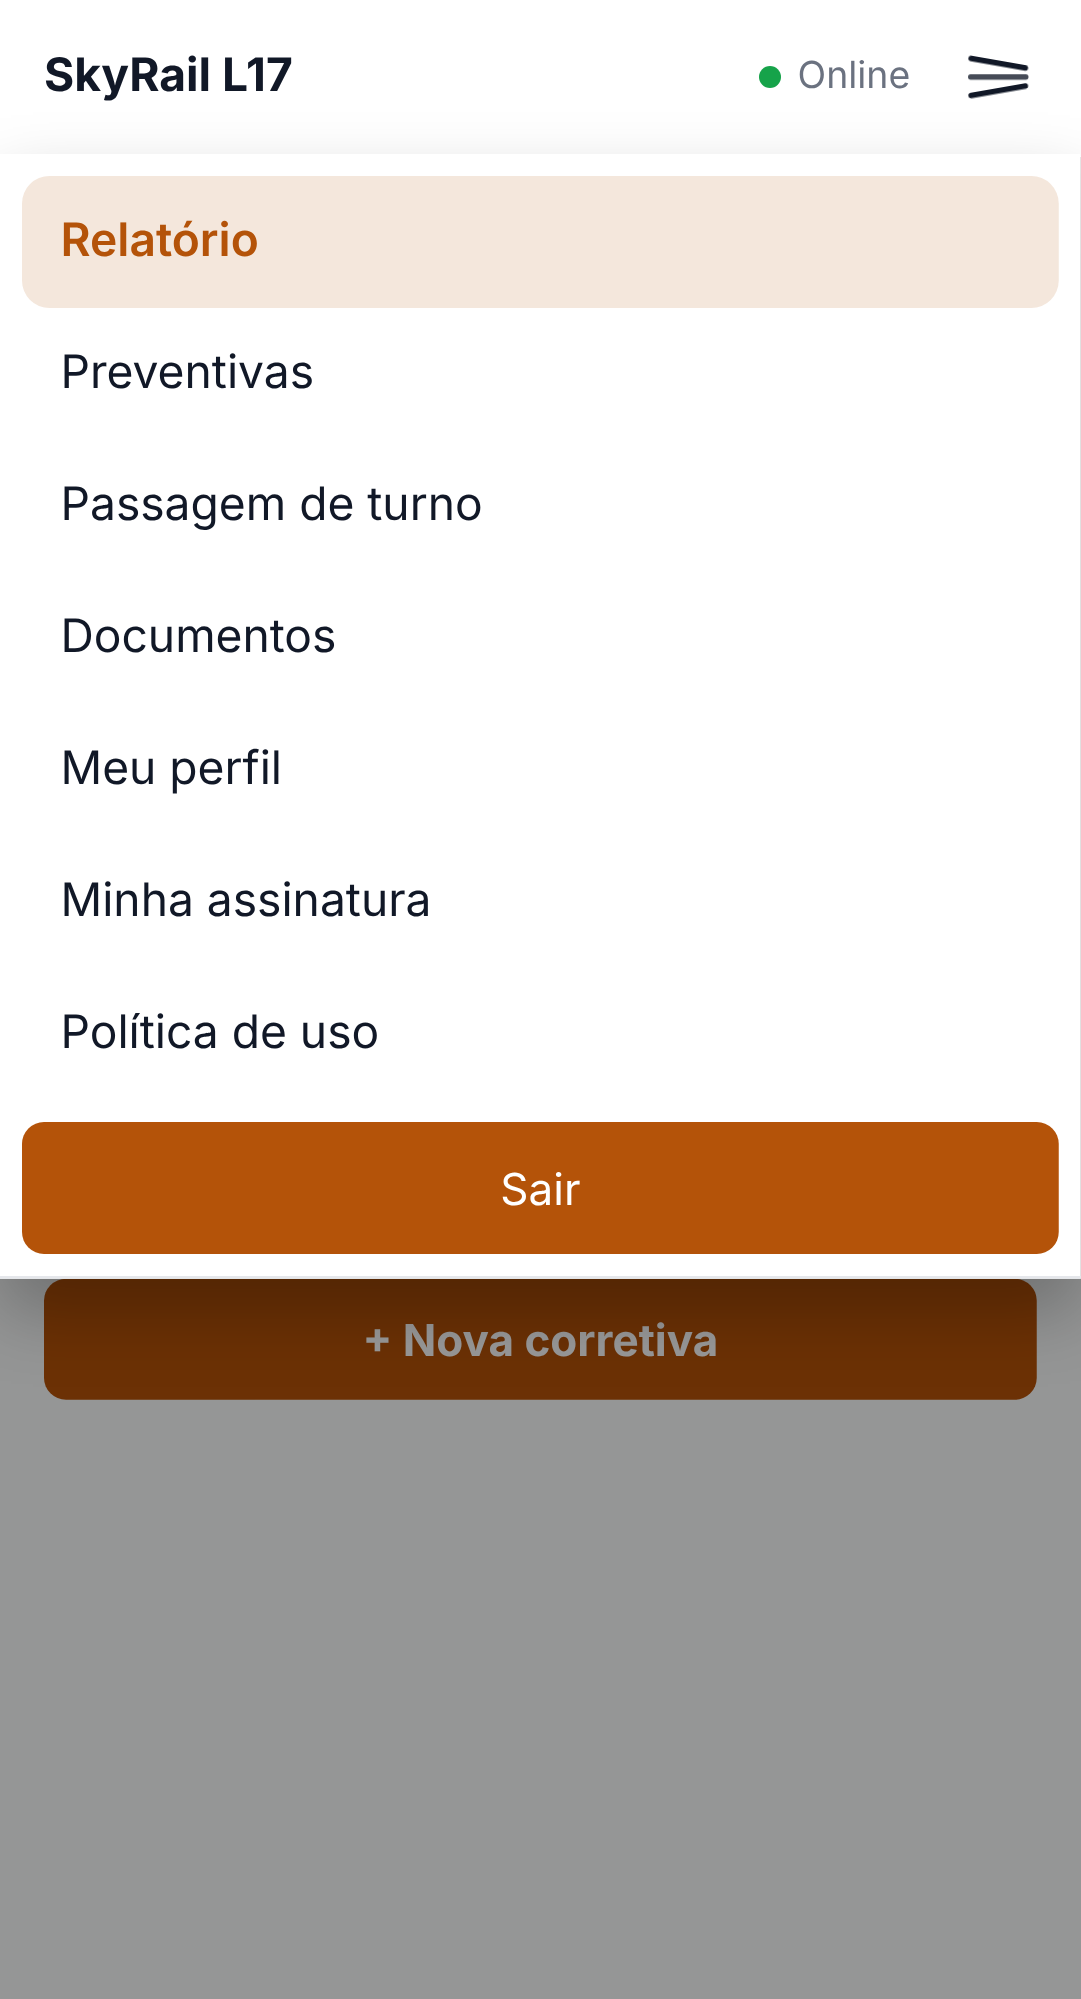 SkyRail L17
Online
Relatório
Preventivas
Passagem de turno
Documentos
Meu perfil
Minha assinatura
Política de uso
Sair
+ Nova corretiva